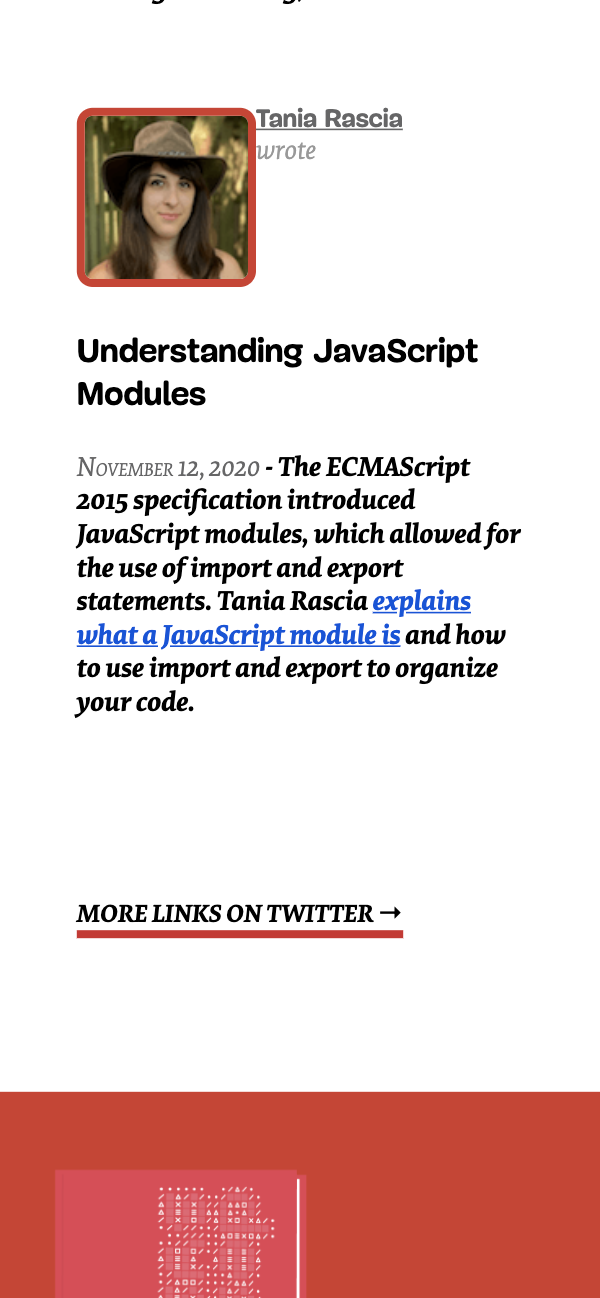 Tania Rascia
wrote
Understanding JavaScript
Modules
November 12, 2020 - The ECMAScript
2015 specification introduced
JavaScript modules, which allowed for
the use of import and export
statements. Tania Rascia explains
what a JavaScript module is and how
to use import and export to organize
your code.
MORE LINKS ON TWITTER →